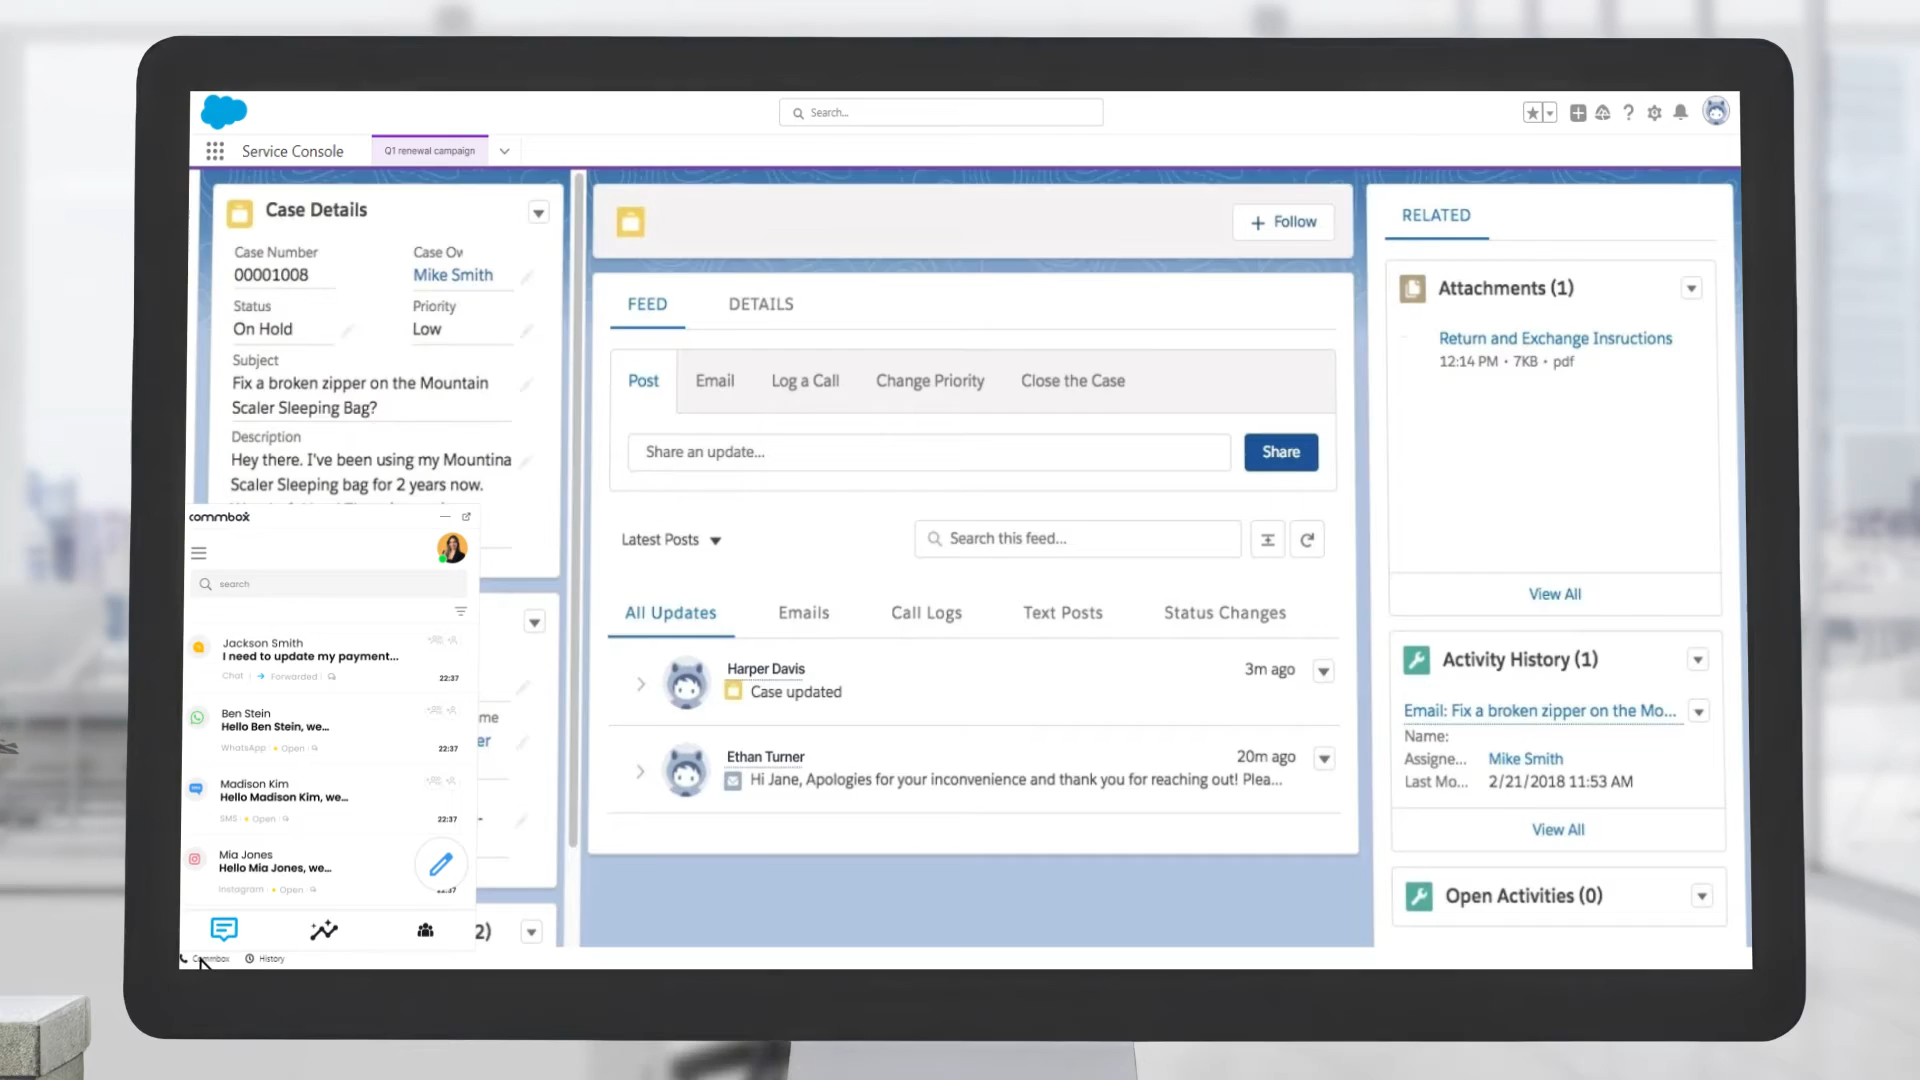 Search...
Service Console
Q1 renewal campaign
Case Details
Case Number
Case Ov
00001008
Mike Smith
Status
Priority
On Hold
Low
Subject
Fix a broken zipper on the Mountain
Scaler Sleeping Bag?
Description
Hey there. I've been using my Mountina
Scaler Sleeping bag for 2 years now.
commbox
search
Jackson Smith
I need to update my payment...
Chat
Forwarded
22:37
Ben Stein
Hello Ben Stein, we...
WhatsApp
Open
22:37
Madison Kim
Hello Madison Kim, we...
SMS
Open
22:37
Mia Jones
Hello Mia Jones, we...
Instagram
Open
me
er
2)
Commbox
History
+ Follow
FEED
DETAILS
Post
Email
Log a Call
Change Priority
Close the Case
Share an update...
Share
Latest Posts
Search this feed...
All Updates
Emails
Call Logs
Text Posts
Status Changes
Harper Davis
3m ago
Case updated
Ethan Turner
20m ago
Hi Jane, Apologies for your inconvenience and thank you for reaching out! Plea...
RELATED
Attachments (1)
Return and Exchange Insructions
12:14 PM • 7KB • pdf
View All
Activity History (1)
Email: Fix a broken zipper on the Mo...
Name:
Assigne...
Mike Smith
Last Mo...
2/21/2018 11:53 AM
View All
Open Activities (0)